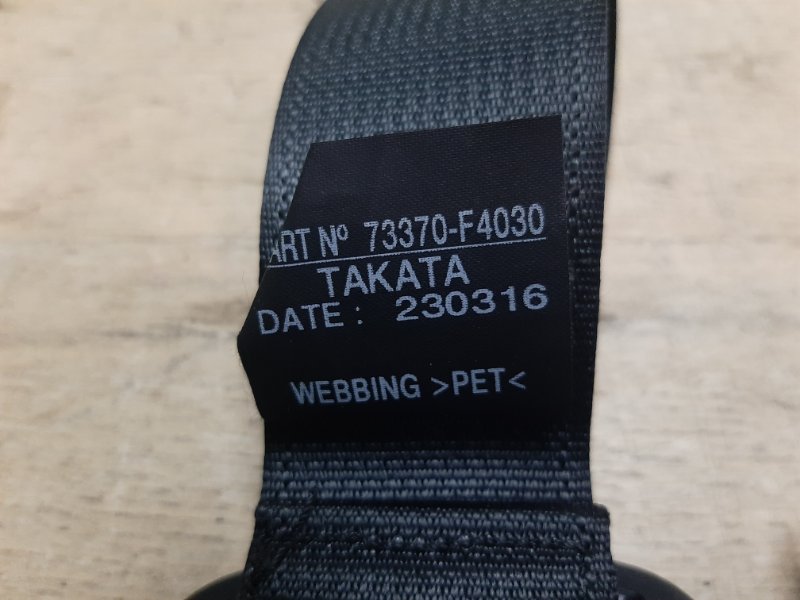 ART Nº 73370-F4030
TAKATA
DATE : 230316
WEBBING >PET<